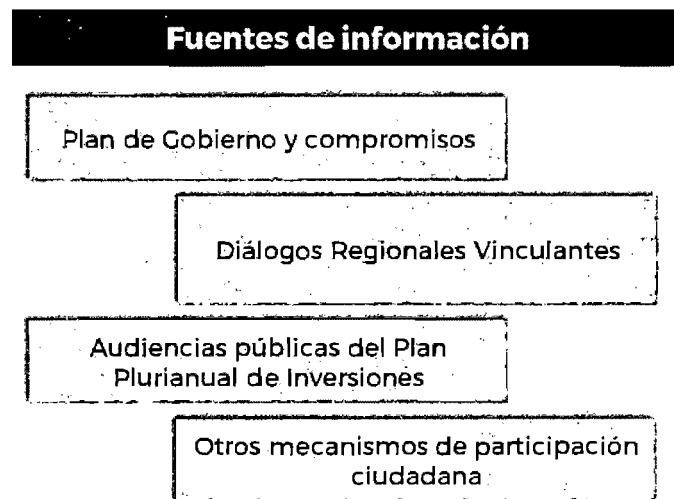 Fuentes de información
Plan de Gobierno y compromisos
Diálogos Regionales Vinculantes
Audiencias públicas del Plan
Plurianual de Inversiones
Otros mecanismos de participación
ciudadana